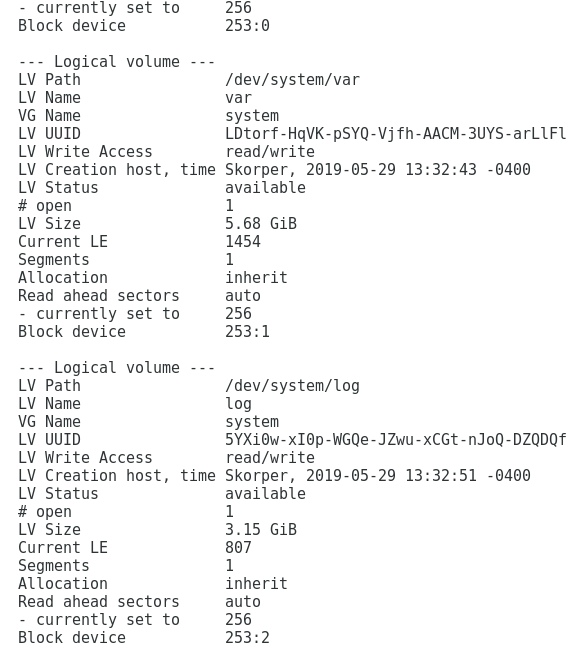 - currently set to     256
Block device           253:0

--- Logical volume ---
LV Path                /dev/system/var
LV Name                var
VG Name                system
LV UUID                LDtorf-HqVK-pSYQ-Vjfh-AACM-3UYS-arLlFl
LV Write Access        read/write
LV Creation host, time Skorper, 2019-05-29 13:32:43 -0400
LV Status              available
# open                 1
LV Size                5.68 GiB
Current LE             1454
Segments               1
Allocation             inherit
Read ahead sectors     auto
- currently set to     256
Block device           253:1

--- Logical volume ---
LV Path                /dev/system/log
LV Name                log
VG Name                system
LV UUID                5YXi0w-xI0p-WGQe-JZwu-xCGt-nJoQ-DZQDQf
LV Write Access        read/write
LV Creation host, time Skorper, 2019-05-29 13:32:51 -0400
LV Status              available
# open                 1
LV Size                3.15 GiB
Current LE             807
Segments               1
Allocation             inherit
Read ahead sectors     auto
- currently set to     256
Block device           253:2